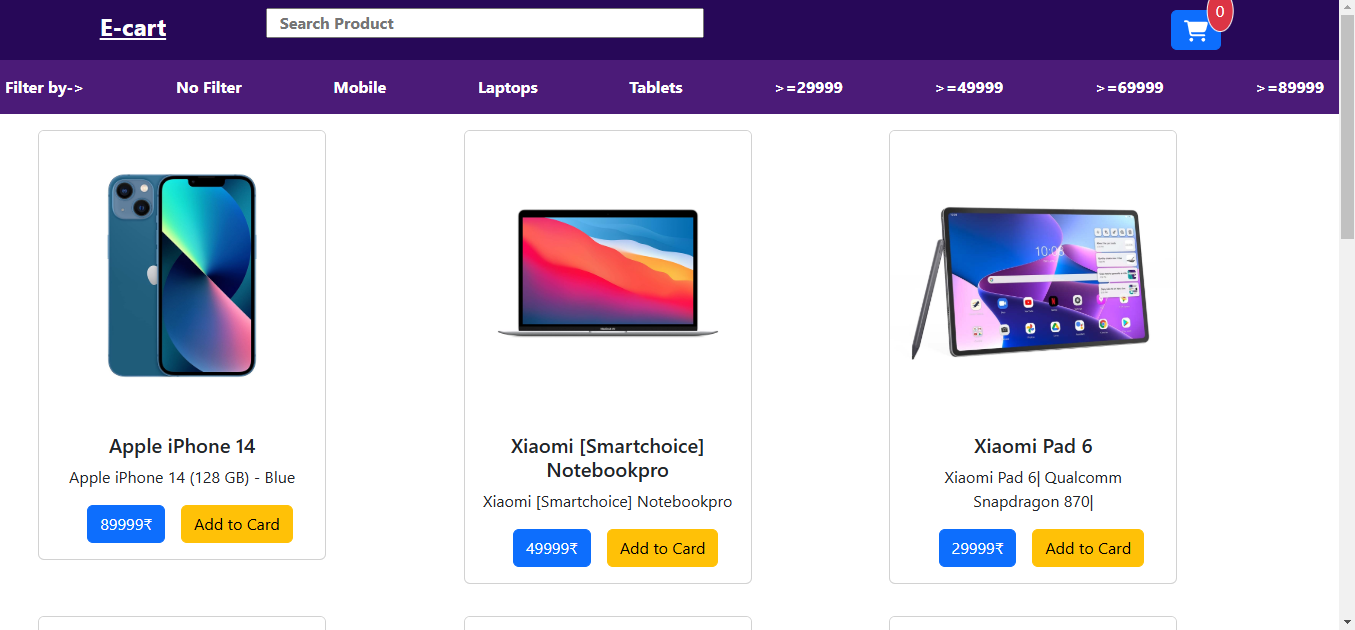 E-cart
Search Product
0
Filter by-> No Filter Mobile Laptops Tablets >=29999 >=49999 >=69999 >=89999
10:08
Apple iPhone 14
Apple iPhone 14 (128 GB) - Blue
89999₹ Add to Card
Xiaomi [Smartchoice]
Notebookpro
Xiaomi [Smartchoice] Notebookpro
49999₹ Add to Card
Xiaomi Pad 6
Xiaomi Pad 6| Qualcomm
Snapdragon 870|
29999₹ Add to Card